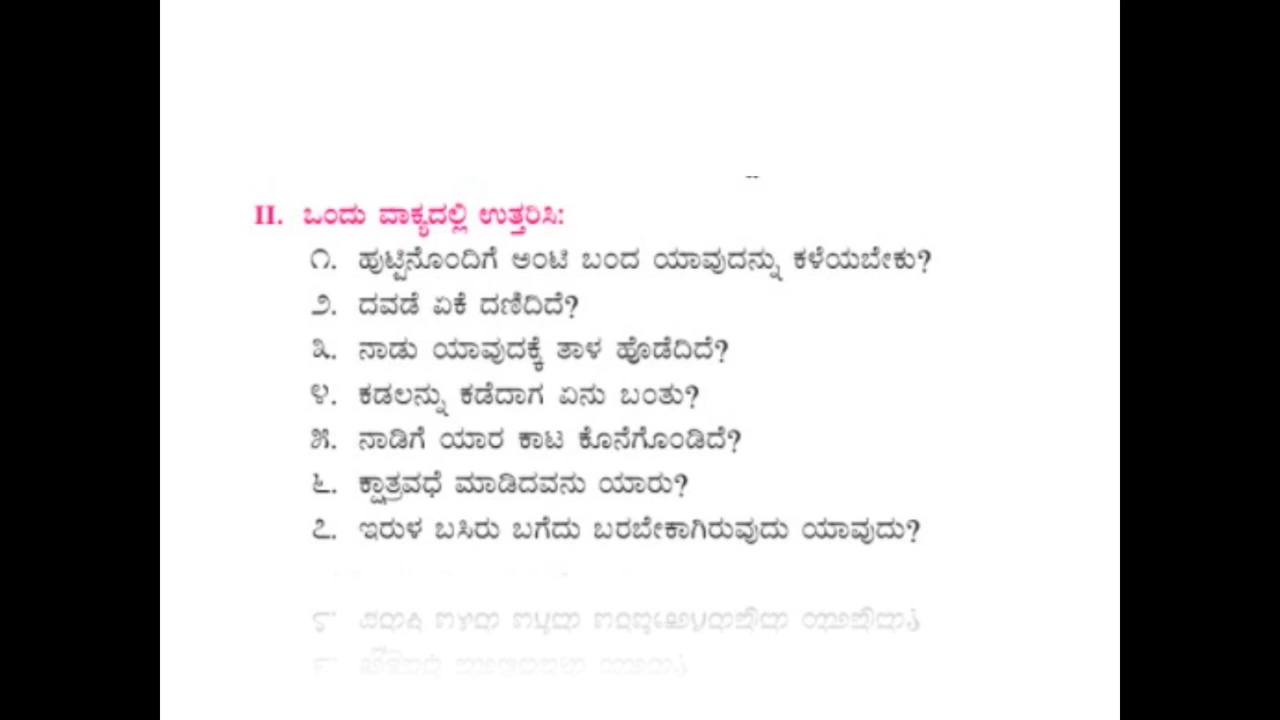 II. ಒಂದು ವಾಕ್ಯದಲ್ಲಿ ಉತ್ತರಿಸಿ:
೧. ಹುಟ್ಟಿನೊಂದಿಗೆ ಅಂಟಿ ಬಂದ ಯಾವುದನ್ನು ಕಳೆಯಬೇಕು?
೨. ದವಡೆ ಏಕೆ ದಣಿದಿದೆ?
೩. ನಾಡು ಯಾವುದಕ್ಕೆ ತಾಳ ಹೊಡೆದಿದೆ?
೪. ಕಡಲನ್ನು ಕಡೆದಾಗ ಏನು ಬಂತು?
೫. ನಾಡಿಗೆ ಯಾರ ಕಾಟ ಕೊನೆಗೊಂಡಿದೆ?
೬. ಕ್ಷಾತ್ರವಧೆ ಮಾಡಿದವನು ಯಾರು?
೭. ಇರುಳ ಬಸಿರು ಬಗೆದು ಬರಬೇಕಾಗಿರುವುದು ಯಾವುದು?